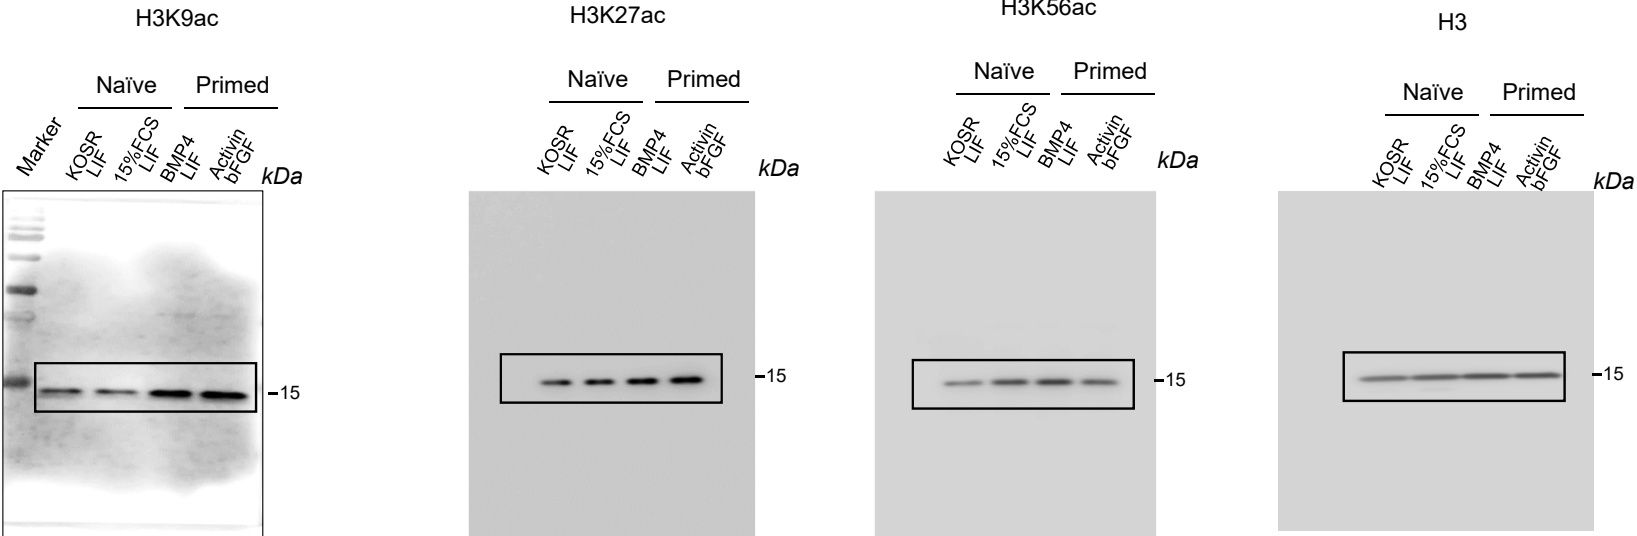 H3K9ac
Naïve Primed
Marker
KOSR
LIF
15%FCS
LIF
BMP4
LIF
Activin
bFGF
kDa
15
H3K27ac
Naïve Primed
KOSR
LIF
15%FCS
LIF
BMP4
LIF
Activin
bFGF
kDa
15
H3K56ac
Naïve Primed
KOSR
LIF
15%FCS
LIF
BMP4
LIF
Activin
bFGF
kDa
15
H3
Naïve Primed
KOSR
LIF
15%FCS
LIF
BMP4
LIF
Activin
bFGF
kDa
15